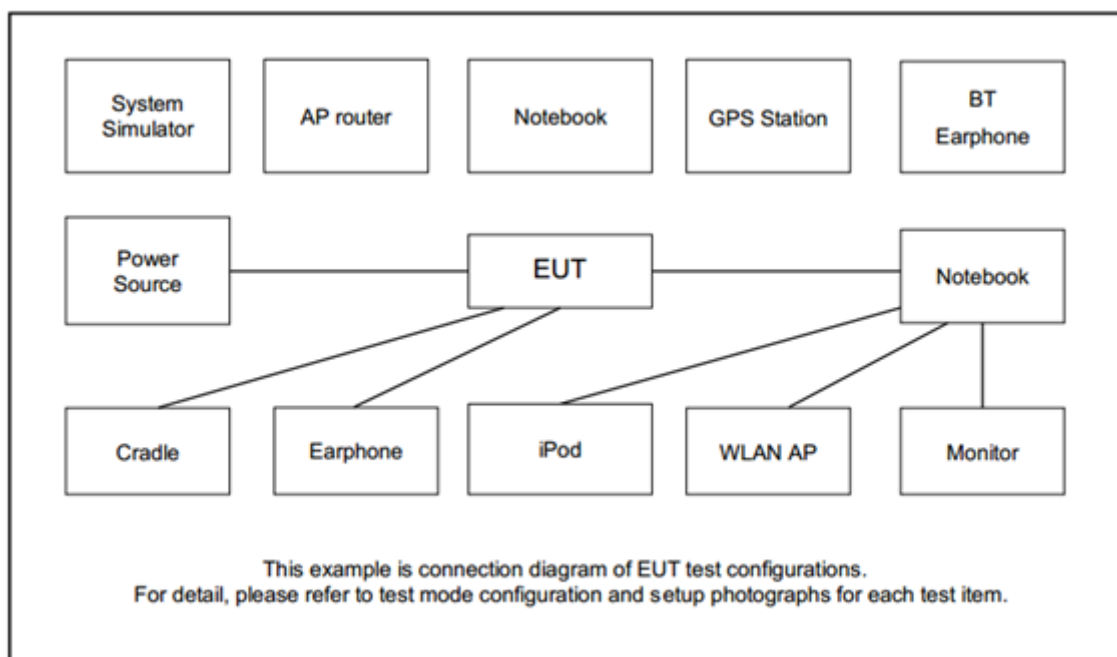 System
Simulator
AP router
Notebook
GPS Station
BT
Earphone
Power
Source
EUT
Notebook
Cradle
Earphone
iPod
WLAN AP
Monitor
This example is connection diagram of EUT test configurations.
For detail, please refer to test mode configuration and setup photographs for each test item.